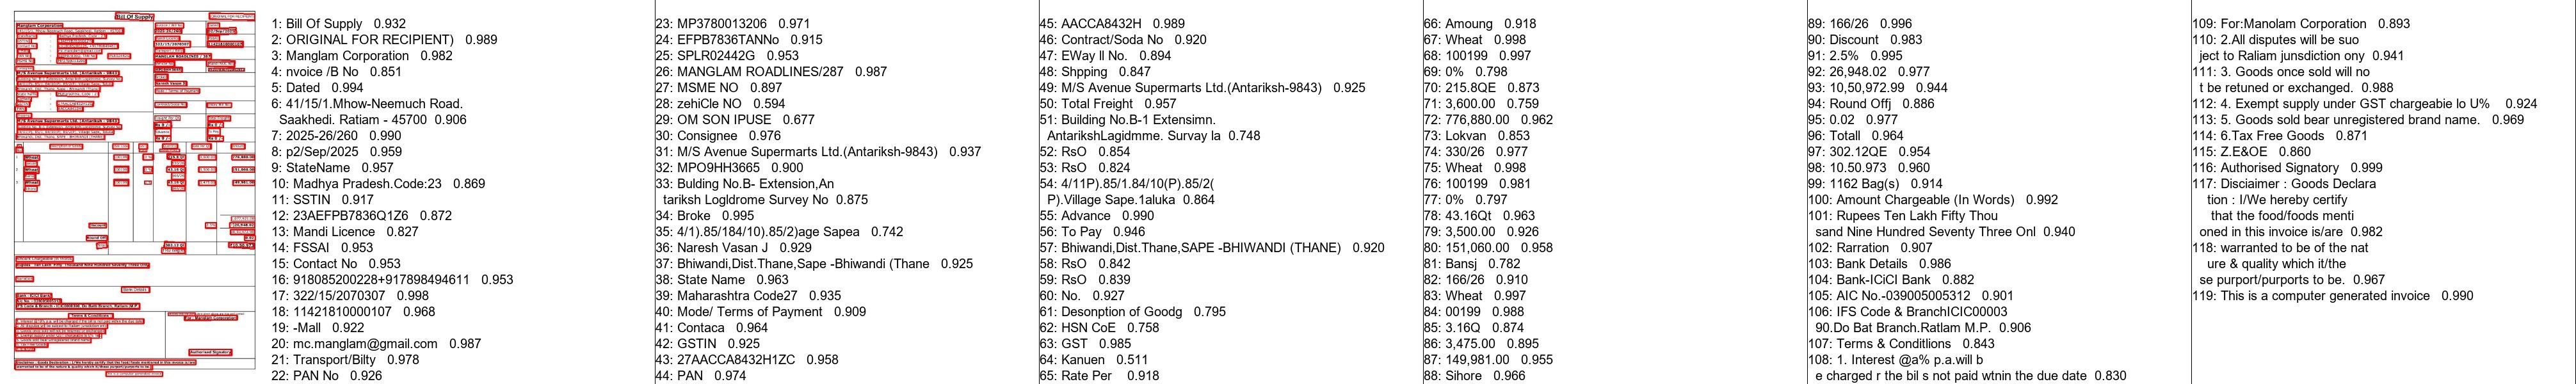 1: Bill Of Supply 0.932
2: ORIGINAL FOR RECIPIENT) 0.989
3: Manglam Corporation 0.982
4: nvoice /B No 0.851
5: Dated 0.994
6: 41/15/1.Mhow-Neemuch Road.
Saakhedi. Ratiam - 45700 0.906
7: 2025-26/260 0.990
8: p2/Sep/2025 0.959
9: StateName 0.957
10: Madhya Pradesh.Code:23 0.869
11: SSTIN 0.917
12: 23AEFPB7836Q1Z6 0.872
13: Mandi Licence 0.827
14: FSSAI 0.953
15: Contact No 0.953
16: 918085200228+917898494611 0.953
17: 322/15/2070307 0.998
18: 11421810000107 0.968
19: -Mall 0.922
20: mc.manglam@gmail.com 0.987
21: Transport/Bilty 0.978
22: PAN No 0.926
23: MP3780013206 0.971
24: EFPB7836TANNo 0.915
25: SPLR02442G 0.953
26: MANGLAM ROADLINES/287 0.987
27: MSME NO 0.897
28: zehiCle NO 0.594
29: OM SON IPUSE 0.677
30: Consignee 0.976
31: M/S Avenue Supermarts Ltd.(Antariksh-9843) 0.937
32: MPO9HH3665 0.900
33: Bulding No.B- Extension,An
tariksh Logldrome Survey No 0.875
34: Broke 0.995
35: 4/1).85/184/10).85/2)age Sapea 0.742
36: Naresh Vasan J 0.929
37: Bhiwandi,Dist.Thane,Sape -Bhiwandi (Thane 0.925
38: State Name 0.963
39: Maharashtra Code27 0.935
40: Mode/ Terms of Payment 0.909
41: Contaca 0.964
42: GSTIN 0.925
43: 27AACCA8432H1ZC 0.958
44: PAN 0.974
45: AACCA8432H 0.989
46: Contract/Soda No 0.920
47: EWay ll No. 0.894
48: Shpping 0.847
49: M/S Avenue Supermarts Ltd.(Antariksh-9843) 0.925
50: Total Freight 0.957
51: Building No.B-1 Extensimn.
AntarikshLagidmme. Survay la 0.748
52: RsO 0.854
53: RsO 0.824
54: 4/11P).85/1.84/10(P).85/2(
P).Village Sape.1aluka 0.864
55: Advance 0.990
56: To Pay 0.946
57: Bhiwandi,Dist.Thane,SAPE -BHIWANDI (THANE) 0.920
58: RsO 0.842
59: RsO 0.839
60: No. 0.927
61: Desonption of Goodg 0.795
62: HSN CoE 0.758
63: GST 0.985
64: Kanuen 0.511
65: Rate Per 0.918
66: Amoung 0.918
67: Wheat 0.998
68: 100199 0.997
69: 0% 0.798
70: 215.8QE 0.873
71: 3,600.00 0.759
72: 776,880.00 0.962
73: Lokvan 0.853
74: 330/26 0.977
75: Wheat 0.998
76: 100199 0.981
77: 0% 0.797
78: 43.16Qt 0.963
79: 3,500.00 0.926
80: 151,060.00 0.958
81: Bansj 0.782
82: 166/26 0.910
83: Wheat 0.997
84: 00199 0.988
85: 3.16Q 0.874
86: 3,475.00 0.895
87: 149,981.00 0.955
88: Sihore 0.966
89: 166/26 0.996
90: Discount 0.983
91: 2.5% 0.995
92: 26,948.02 0.977
93: 10,50,972.99 0.944
94: Round Offj 0.886
95: 0.02 0.977
96: Totall 0.964
97: 302.12QE 0.954
98: 10.50.973 0.960
99: 1162 Bag(s) 0.914
100: Amount Chargeable (In Words) 0.992
101: Rupees Ten Lakh Fifty Thou
sand Nine Hundred Seventy Three Onl 0.940
102: Rarration 0.907
103: Bank Details 0.986
104: Bank-ICiCI Bank 0.882
105: AIC No.-039005005312 0.901
106: IFS Code & BranchICIC00003
90.Do Bat Branch.Ratlam M.P. 0.906
107: Terms & Conditlions 0.843
108: 1. Interest @a% p.a.will b
e charged r the bil s not paid wtnin the due date 0.830
109: For:Manolam Corporation 0.893
110: 2.All disputes will be suo
ject to Raliam junsdiction ony 0.941
111: 3. Goods once sold will no
t be retuned or exchanged. 0.988
112: 4. Exempt supply under GST chargeabie lo U% 0.924
113: 5. Goods sold bear unregistered brand name. 0.969
114: 6.Tax Free Goods 0.871
115: Z.E&OE 0.860
116: Authorised Signatory 0.999
117: Disclaimer : Goods Declara
tion : I/We hereby certify
that the food/foods menti
oned in this invoice is/are 0.982
118: warranted to be of the nat
ure & quality which it/the
se purport/purports to be. 0.967
119: This is a computer generated invoice 0.990